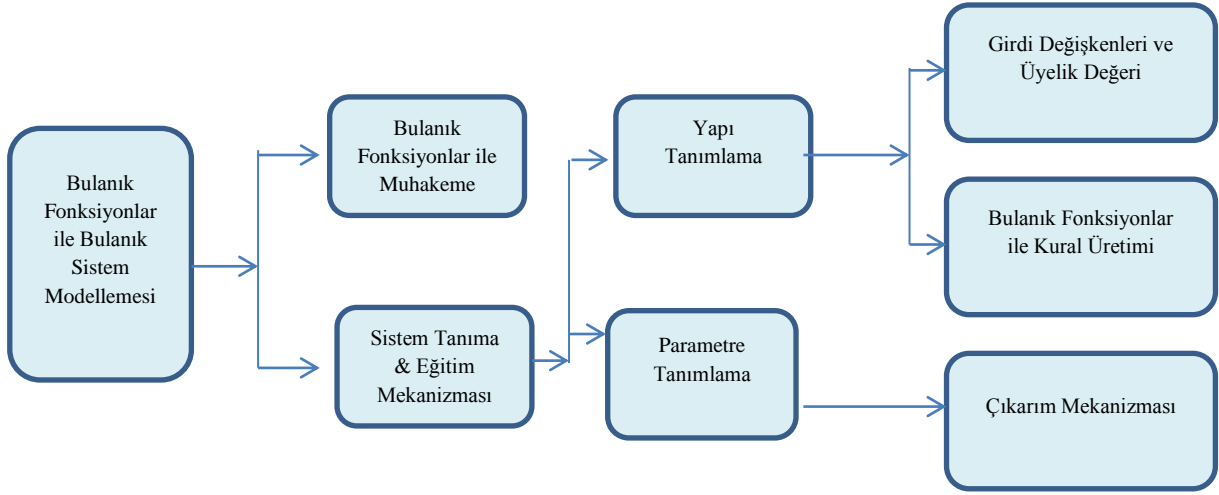 Bulanık
Fonksiyonlar
ile Bulanık
Sistem
Modellemesi
Bulanık
Fonksiyonlar ile
Muhakeme
Sistem Tanıma
& Eğitim
Mekanizması
Yapı
Tanımlama
Parametre
Tanımlama
Girdi Değişkenleri ve
Üyelik Değeri
Bulanık Fonksiyonlar
ile Kural Üretimi
Çıkarım Mekanizması